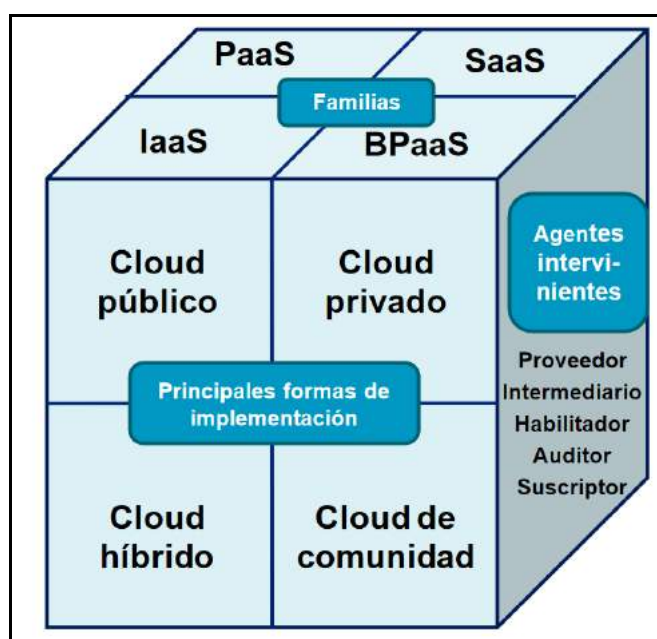 PaaS
SaaS
Familias
IaaS
BPaaS
Cloud
público
Cloud
privado
Agentes
intervi-
nientes
Principales formas de
implementación
Proveedor
Intermediario
Habilitador
Auditor
Suscriptor
Cloud
híbrido
Cloud de
comunidad